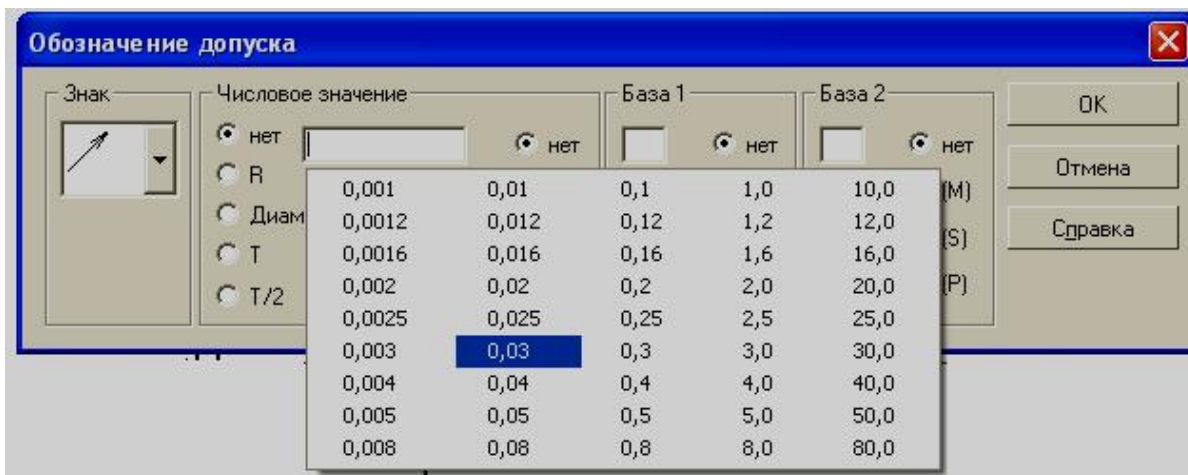 Обозначение допуска
Знак Числовое значение База 1 База 2
нет нет нет нет
R
Диам
T
T/2
(M)
(S)
(P)
OK
Отмена
Справка
0,001 0,01 0,1 1,0 10,0
0,0012 0,012 0,12 1,2 12,0
0,0016 0,016 0,16 1,6 16,0
0,002 0,02 0,2 2,0 20,0
0,0025 0,025 0,25 2,5 25,0
0,003 0,03 0,3 3,0 30,0
0,004 0,04 0,4 4,0 40,0
0,005 0,05 0,5 5,0 50,0
0,008 0,08 0,8 8,0 80,0